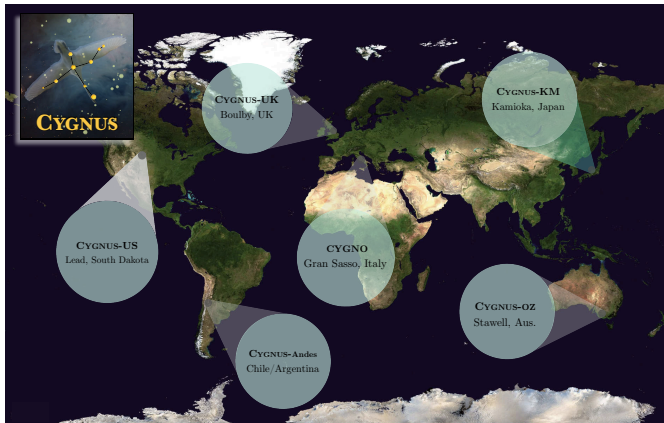 CYGNUS
CYGNUS-UK
Boulby, UK
CYGNUS-KM
Kamioka, Japan
CYGNUS-US
Lead, South Dakota
CYGNO
Gran Sasso, Italy
CYGNUS-OZ
Stawell, Aus.
CYGNUS-Andes
Chile/Argentina